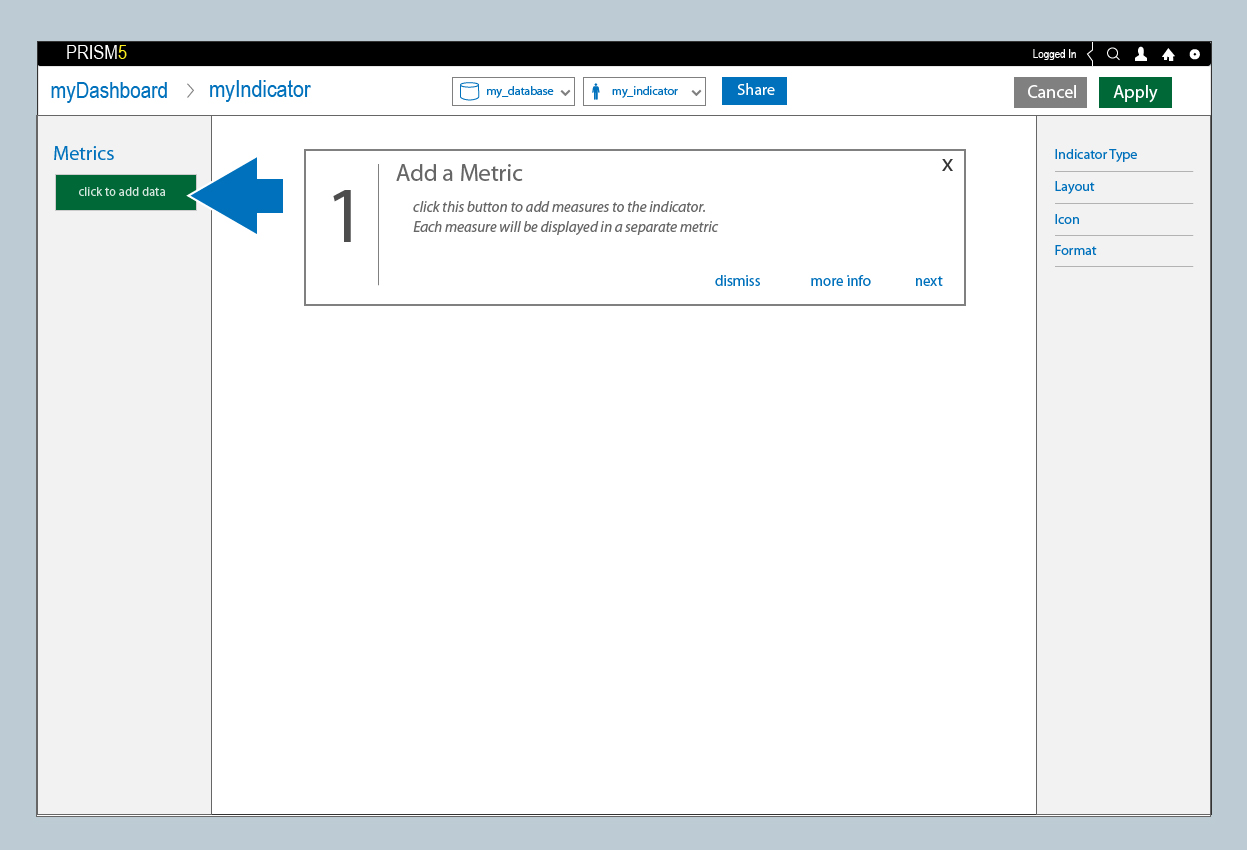 PRISM5
Logged In
myDashboard > myIndicator
my_database
my_indicator
Share
Cancel
Apply
Metrics
click to add data
1
Add a Metric
X
click this button to add measures to the indicator.
Each measure will be displayed in a separate metric
dismiss
more info
next
Indicator Type
Layout
Icon
Format